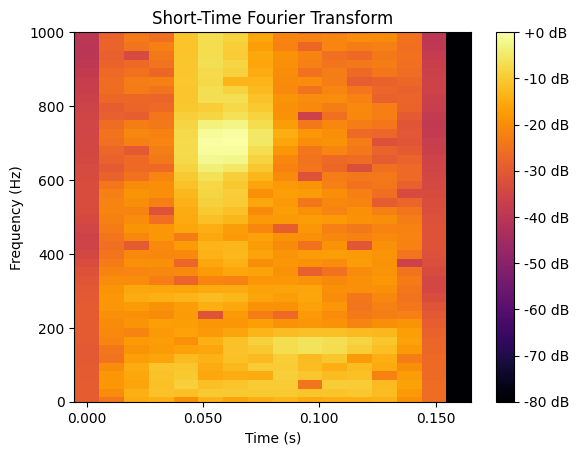 Short-Time Fourier Transform
1000
800
600
400
200
0
Frequency (Hz)
0.000
0.050
0.100
0.150
Time (s)
+0 dB
-10 dB
-20 dB
-30 dB
-40 dB
-50 dB
-60 dB
-70 dB
-80 dB